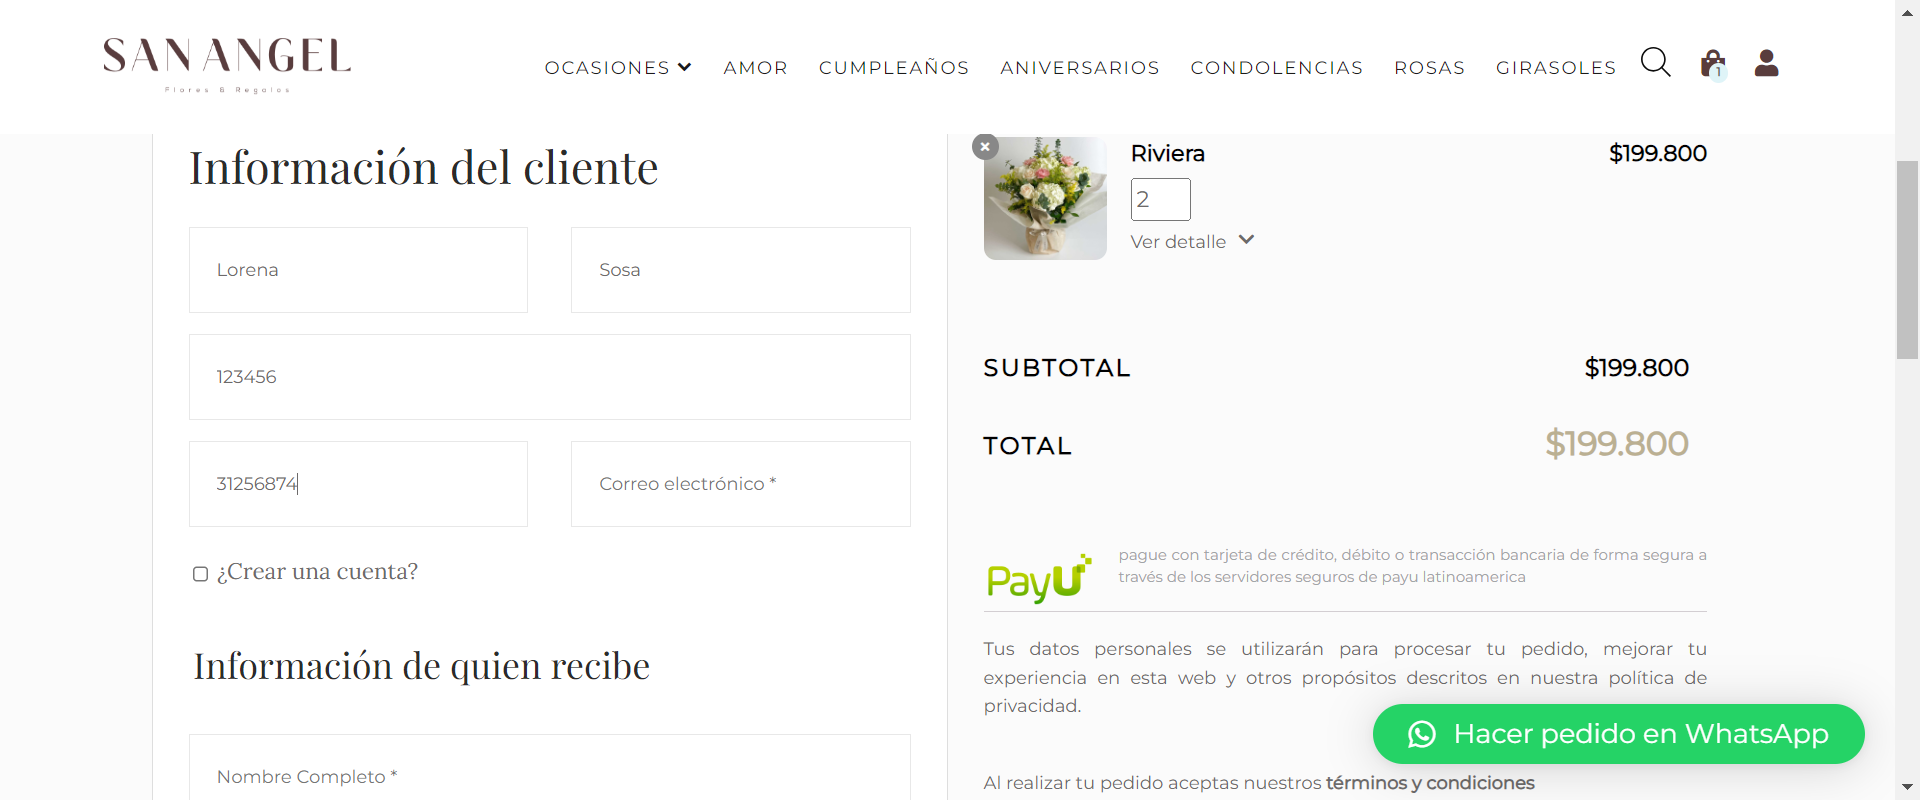 SAN ANGEL
Flores & Regalos
OCASIONES
AMOR
CUMPLEAÑOS
ANIVERSARIOS
CONDOLENCIAS
ROSAS
GIRASOLES
1
Información del cliente
Lorena
Sosa
123456
31256874
Correo electrónico *
¿Crear una cuenta?
Información de quien recibe
Nombre Completo *
Riviera
$199.800
2
Ver detalle
SUBTOTAL
$199.800
TOTAL
$199.800
PayU
pague con tarjeta de crédito, débito o transacción bancaria de forma segura a
través de los servidores seguros de payu latinoamerica
Tus datos personales se utilizarán para procesar tu pedido, mejorar tu
experiencia en esta web y otros propósitos descritos en nuestra política de
privacidad.
Hacer pedido en WhatsApp
Al realizar tu pedido aceptas nuestros términos y condiciones